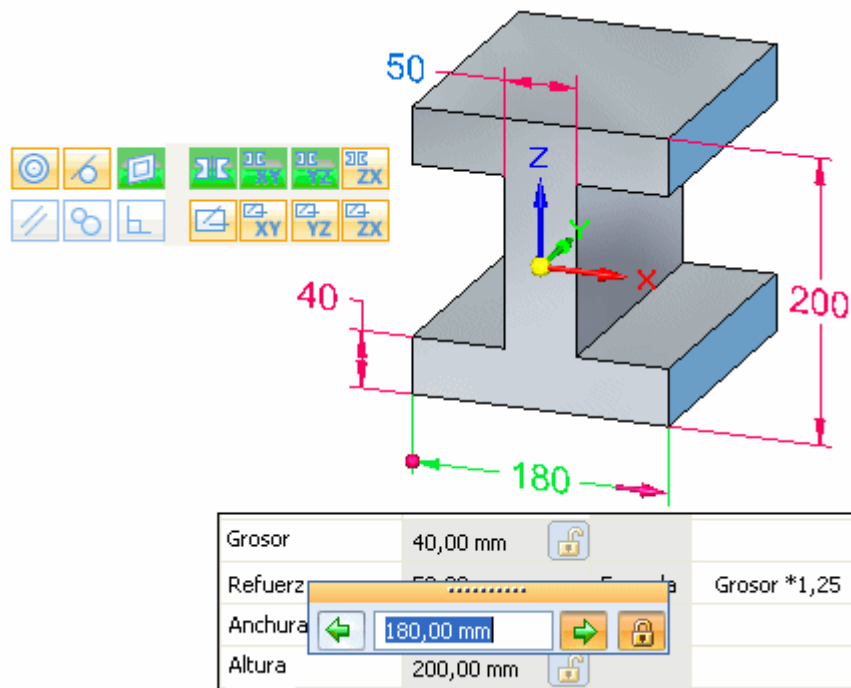 50
Z
Y
X
XY YZ ZX
XY YZ ZX
40
200
180
Grosor 40,00 mm
Refuerz Grosor *1,25
180,00 mm
Anchura
Altura 200,00 mm